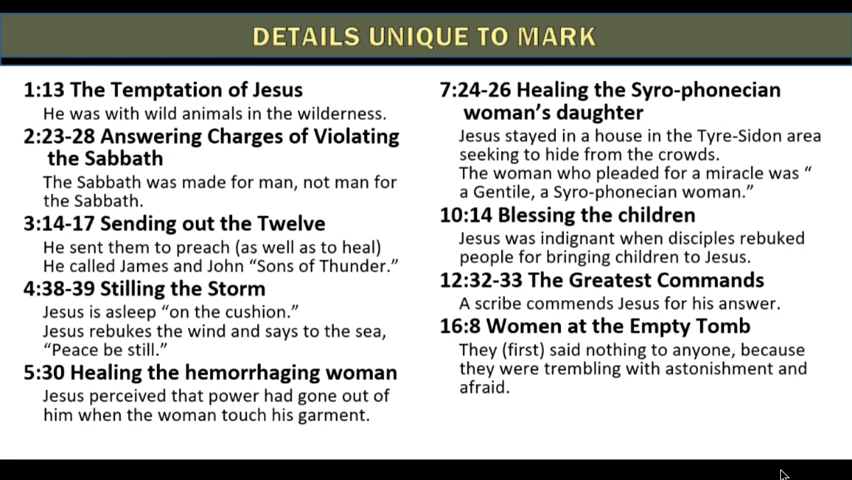 DETAILS UNIQUE TO MARK
1:13 The Temptation of Jesus
He was with wild animals in the wilderness.
2:23-28 Answering Charges of Violating
the Sabbath
The Sabbath was made for man, not man for
the Sabbath.
3:14-17 Sending out the Twelve
He sent them to preach (as well as to heal)
He called James and John “Sons of Thunder.”
4:38-39 Stilling the Storm
Jesus is asleep “on the cushion.”
Jesus rebukes the wind and says to the sea,
“Peace be still.”
5:30 Healing the hemorrhaging woman
Jesus perceived that power had gone out of
him when the woman touch his garment.
7:24-26 Healing the Syro-phonecian
woman’s daughter
Jesus stayed in a house in the Tyre-Sidon area
seeking to hide from the crowds.
The woman who pleaded for a miracle was “
a Gentile, a Syro-phonecian woman.”
10:14 Blessing the children
Jesus was indignant when disciples rebuked
people for bringing children to Jesus.
12:32-33 The Greatest Commands
A scribe commends Jesus for his answer.
16:8 Women at the Empty Tomb
They (first) said nothing to anyone, because
they were trembling with astonishment and
afraid.